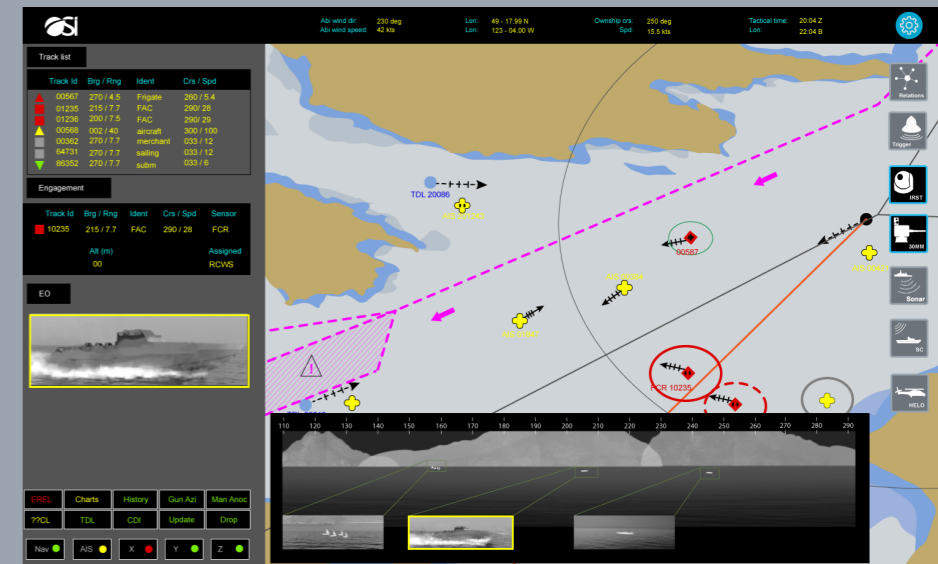 OSI
Abi wind dir: 230 deg
Abi wind speed: 42 kts
Lon: 49 - 17.99 N
Lon: 123 - 04.00 W
Ownship crs: 250 deg
Spd: 15.5 kts
Tactical time: 20:04 Z
Lon: 22:04 B
Track list
Track Id Brg / Rng Ident Crs / Spd
00567 270 / 4.5 Frigate 260 / 5.4
01235 215 / 7.7 FAC 290/ 28
01236 200 / 7.5 FAC 290/ 29
00568 002 / 40 aircraft 300 / 100
00362 270 / 7.7 merchant 033 / 12
64731 270 / 7.7 sailing 033 / 12
86352 270 / 7.7 subm 033 / 6
Engagement
Track Id Brg / Rng Ident Crs / Spd Sensor
10235 215 / 7.7 FAC 290 / 28 FCR
Alt (m) Assigned
00 RCWS
EO
EREL Charts History Gun Azi Man Anoc
??CL TDL CDI Update Drop
Nav AIS X Y Z
TDL 20086
00587
FCR 10235
!
Relations
Trigger
IRST
30MM
Sonar
SC
HELO
110 120 130 140 150 160 170 180 190 200 210 220 230 240 250 260 270 280 290